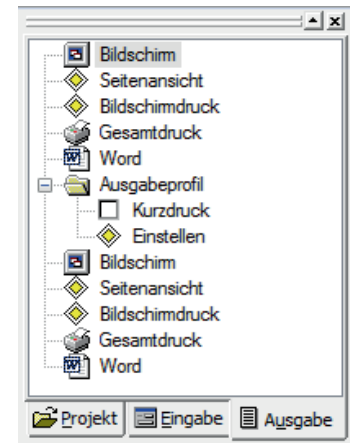 Bildschirm
Seitenansicht
Bildschirmdruck
Gesamtdruck
Word
Ausgabeprofil
Kurzdruck
Einstellen
Bildschirm
Seitenansicht
Bildschirmdruck
Gesamtdruck
Word
Projekt Eingabe Ausgabe